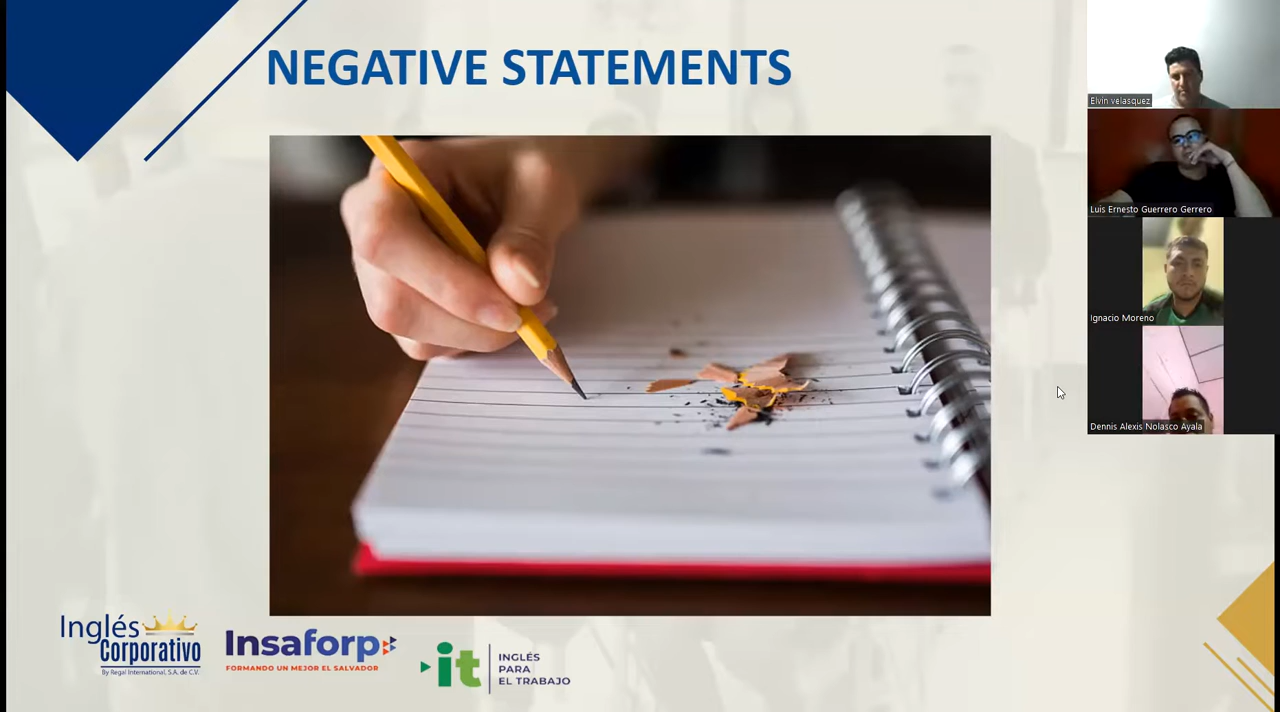 NEGATIVE STATEMENTS
Elvin velasquez
Luis Ernesto Guerrero Gerrero
Ignacio Moreno
Dennis Alexis Nolasco Ayala
Inglés
Corporativo
By Regal International, S.A. de C.V.
Insaforp
FORMANDO UN MEJOR EL SALVADOR
it
INGLÉS
PARA
EL TRABAJO